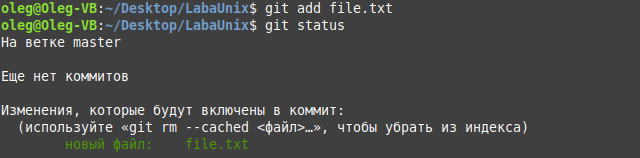 oleg@Oleg-VB:~/Desktop/LabaUnix$ git add file.txt
oleg@Oleg-VB:~/Desktop/LabaUnix$ git status
На ветке master
Еще нет коммитов
Изменения, которые будут включены в коммит:
(используйте «git rm --cached <файл>…», чтобы убрать из индекса)
новый файл:    file.txt